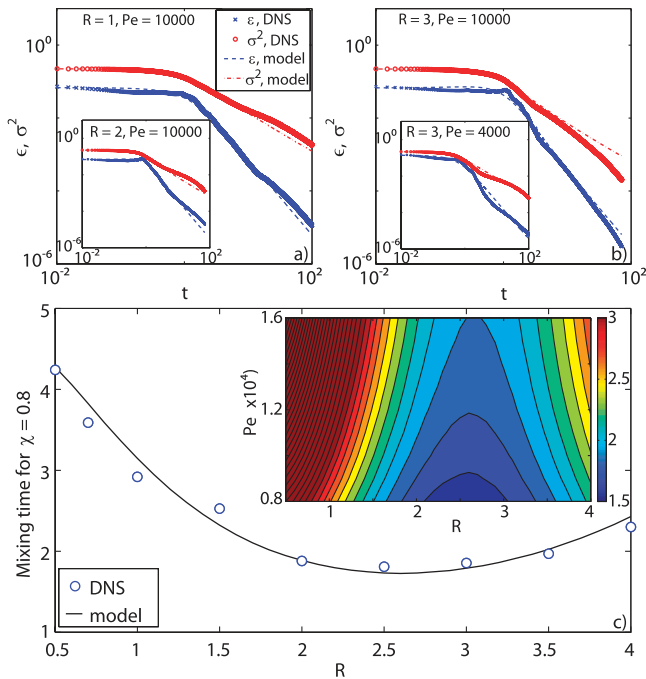 R = 1, Pe = 10000
ε, DNS
σ², DNS
ε, model
σ², model
R = 3, Pe = 10000
10⁰
10⁰
ε, σ²
R = 2, Pe = 10000
10⁰
10⁻⁶
10⁻²
10²
R = 3, Pe = 4000
10⁰
10⁻⁶
10⁻²
10²
a)
b)
10⁻⁶
10⁻²
10²
10⁻⁶
10⁻²
10²
t
t
Mixing time for χ = 0.8
5
4
3
2
1
Pe x10⁴)
1.6
1.2
0.8
1
2
3
4
R
3
2.5
2
1.5
DNS
model
c)
0.5
1
1.5
2
2.5
3
3.5
4
R